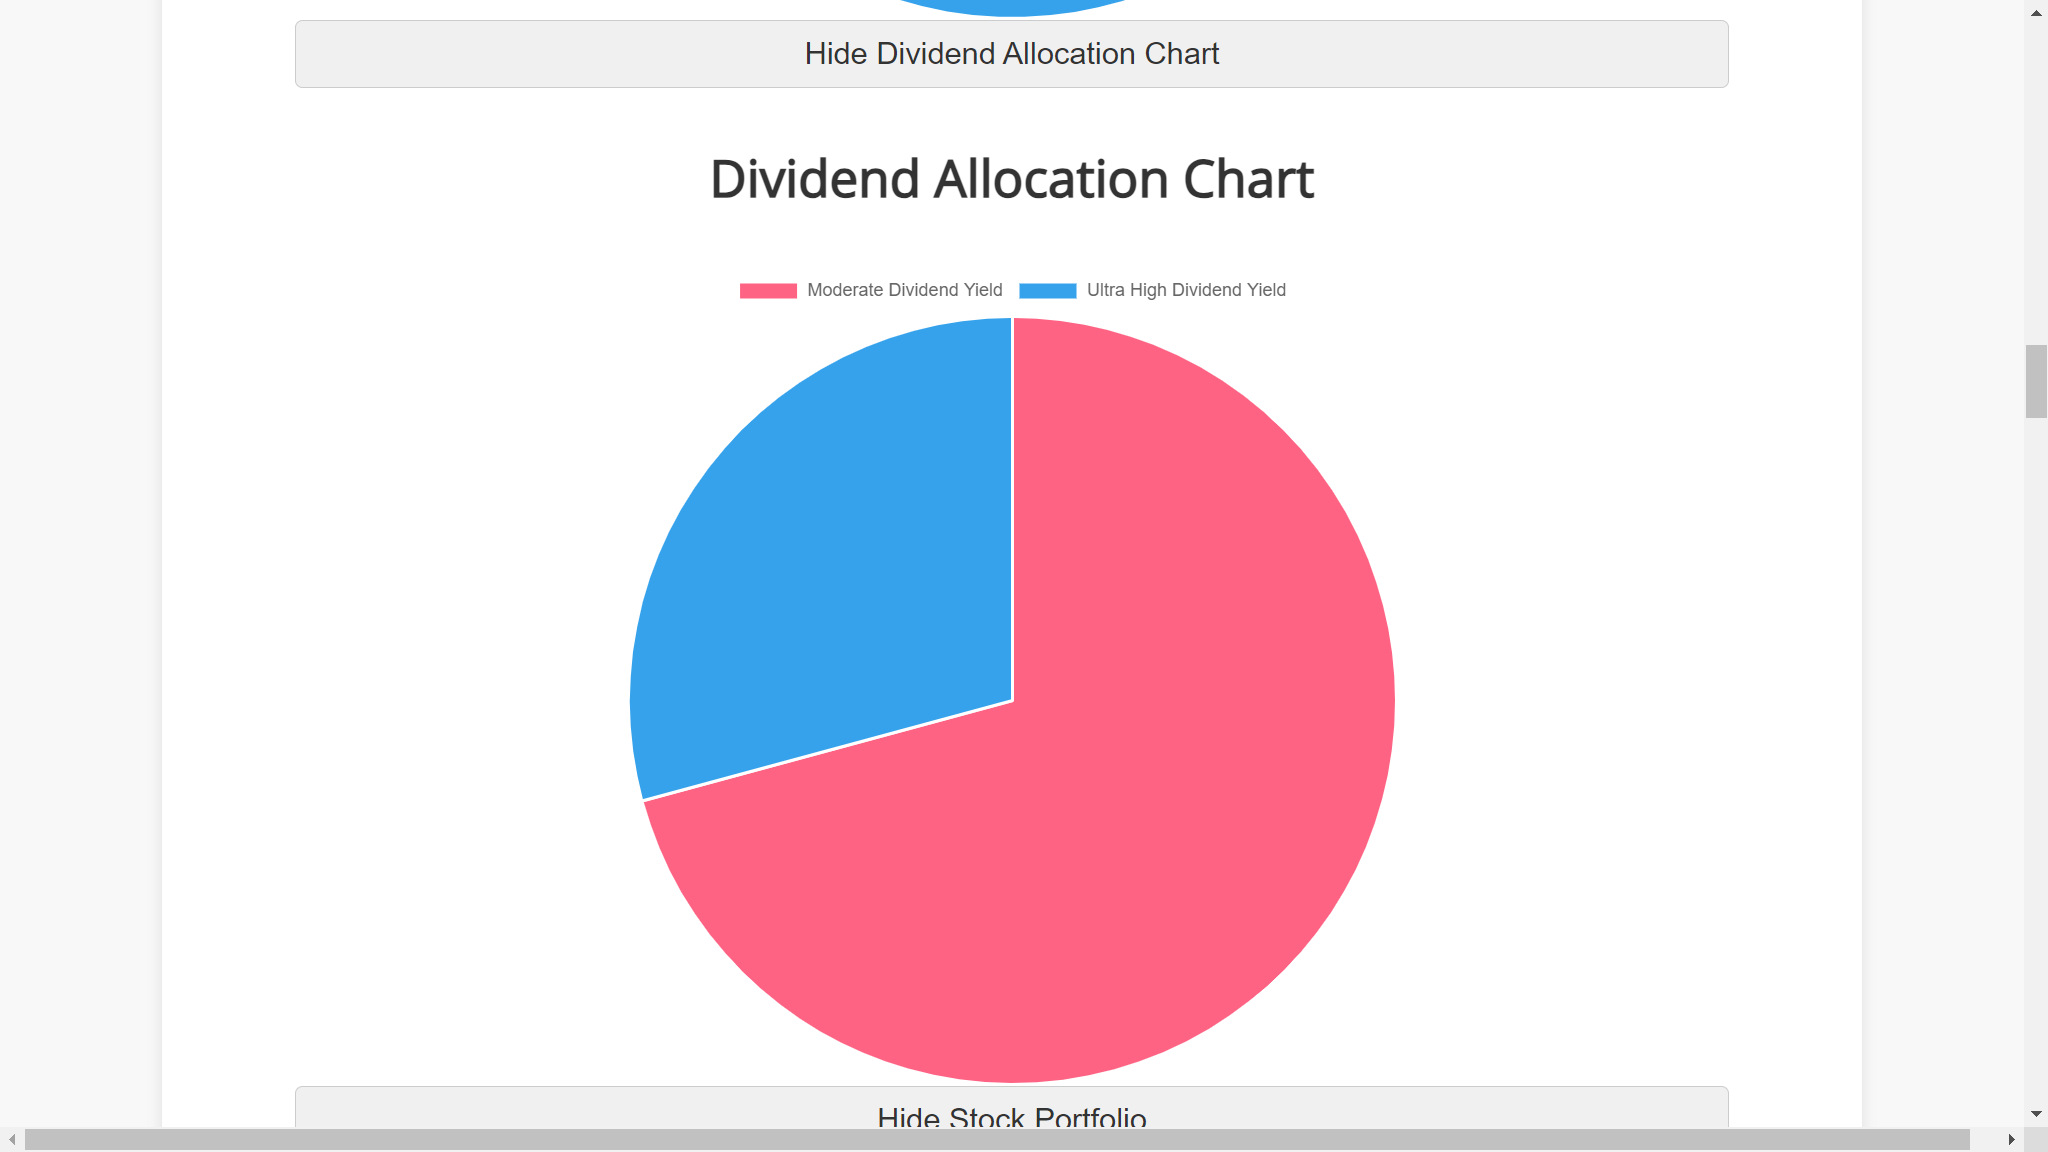 Hide Dividend Allocation Chart
Dividend Allocation Chart
Moderate Dividend Yield Ultra High Dividend Yield
Hide Stock Portfolio